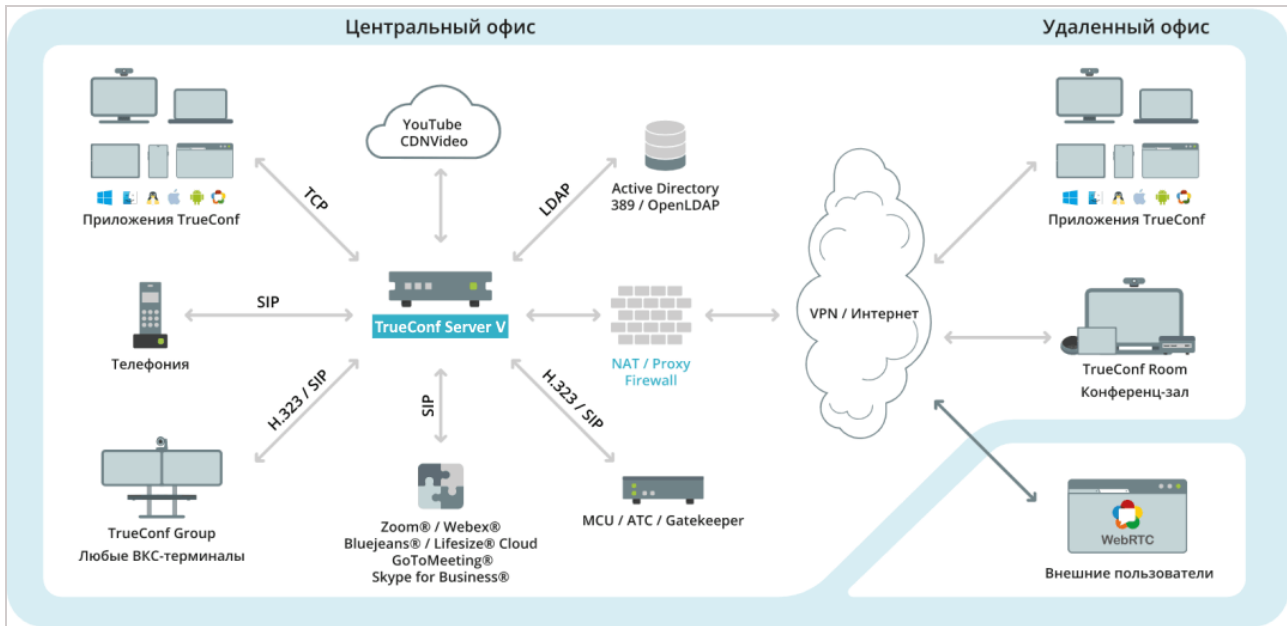 Центральный офис
Удаленный офис
YouTube
CDNVideo
TCP
LDAP
Active Directory
389 / OpenLDAP
Приложения TrueConf
Приложения TrueConf
SIP
TrueConf Server V
VPN / Интернет
Телефония
NAT / Proxy
Firewall
TrueConf Room
Конференц-зал
H.323 / SIP
SIP
H.323 / SIP
TrueConf Group
Любые ВКС-терминалы
Zoom® / Webex®
Bluejeans® / Lifesize® Cloud
GoToMeeting®
Skype for Business®
MCU / АТС / Gatekeeper
WebRTC
Внешние пользователи